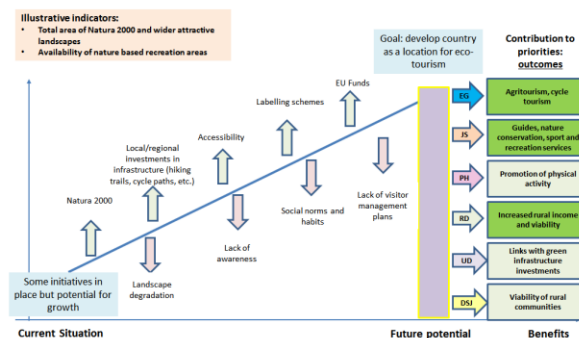 Illustrative indicators:
• Total area of Natura 2000 and wider attractive
landscapes
• Availability of nature based recreation areas
Goal: develop country
as a location for eco-
tourism
Contribution to
priorities:
outcomes
EU Funds
Labelling schemes
Accessibility
Local/regional
investments in
infrastructure (hiking
trails, cycle paths, etc.)
Natura 2000
Lack of visitor
management
plans
Social norms and
habits
Lack of
awareness
Landscape
degradation
Some initiatives in
place but potential for
growth
EG
Agritourism, cycle
tourism
JS
Guides, nature
conservation, sport and
recreation services
PH
Promotion of physical
activity
RD
Increased rural income
and viability
UD
Links with green
infrastructure
investments
DSJ
Viability of rural
communities
Current Situation
Future potential
Benefits